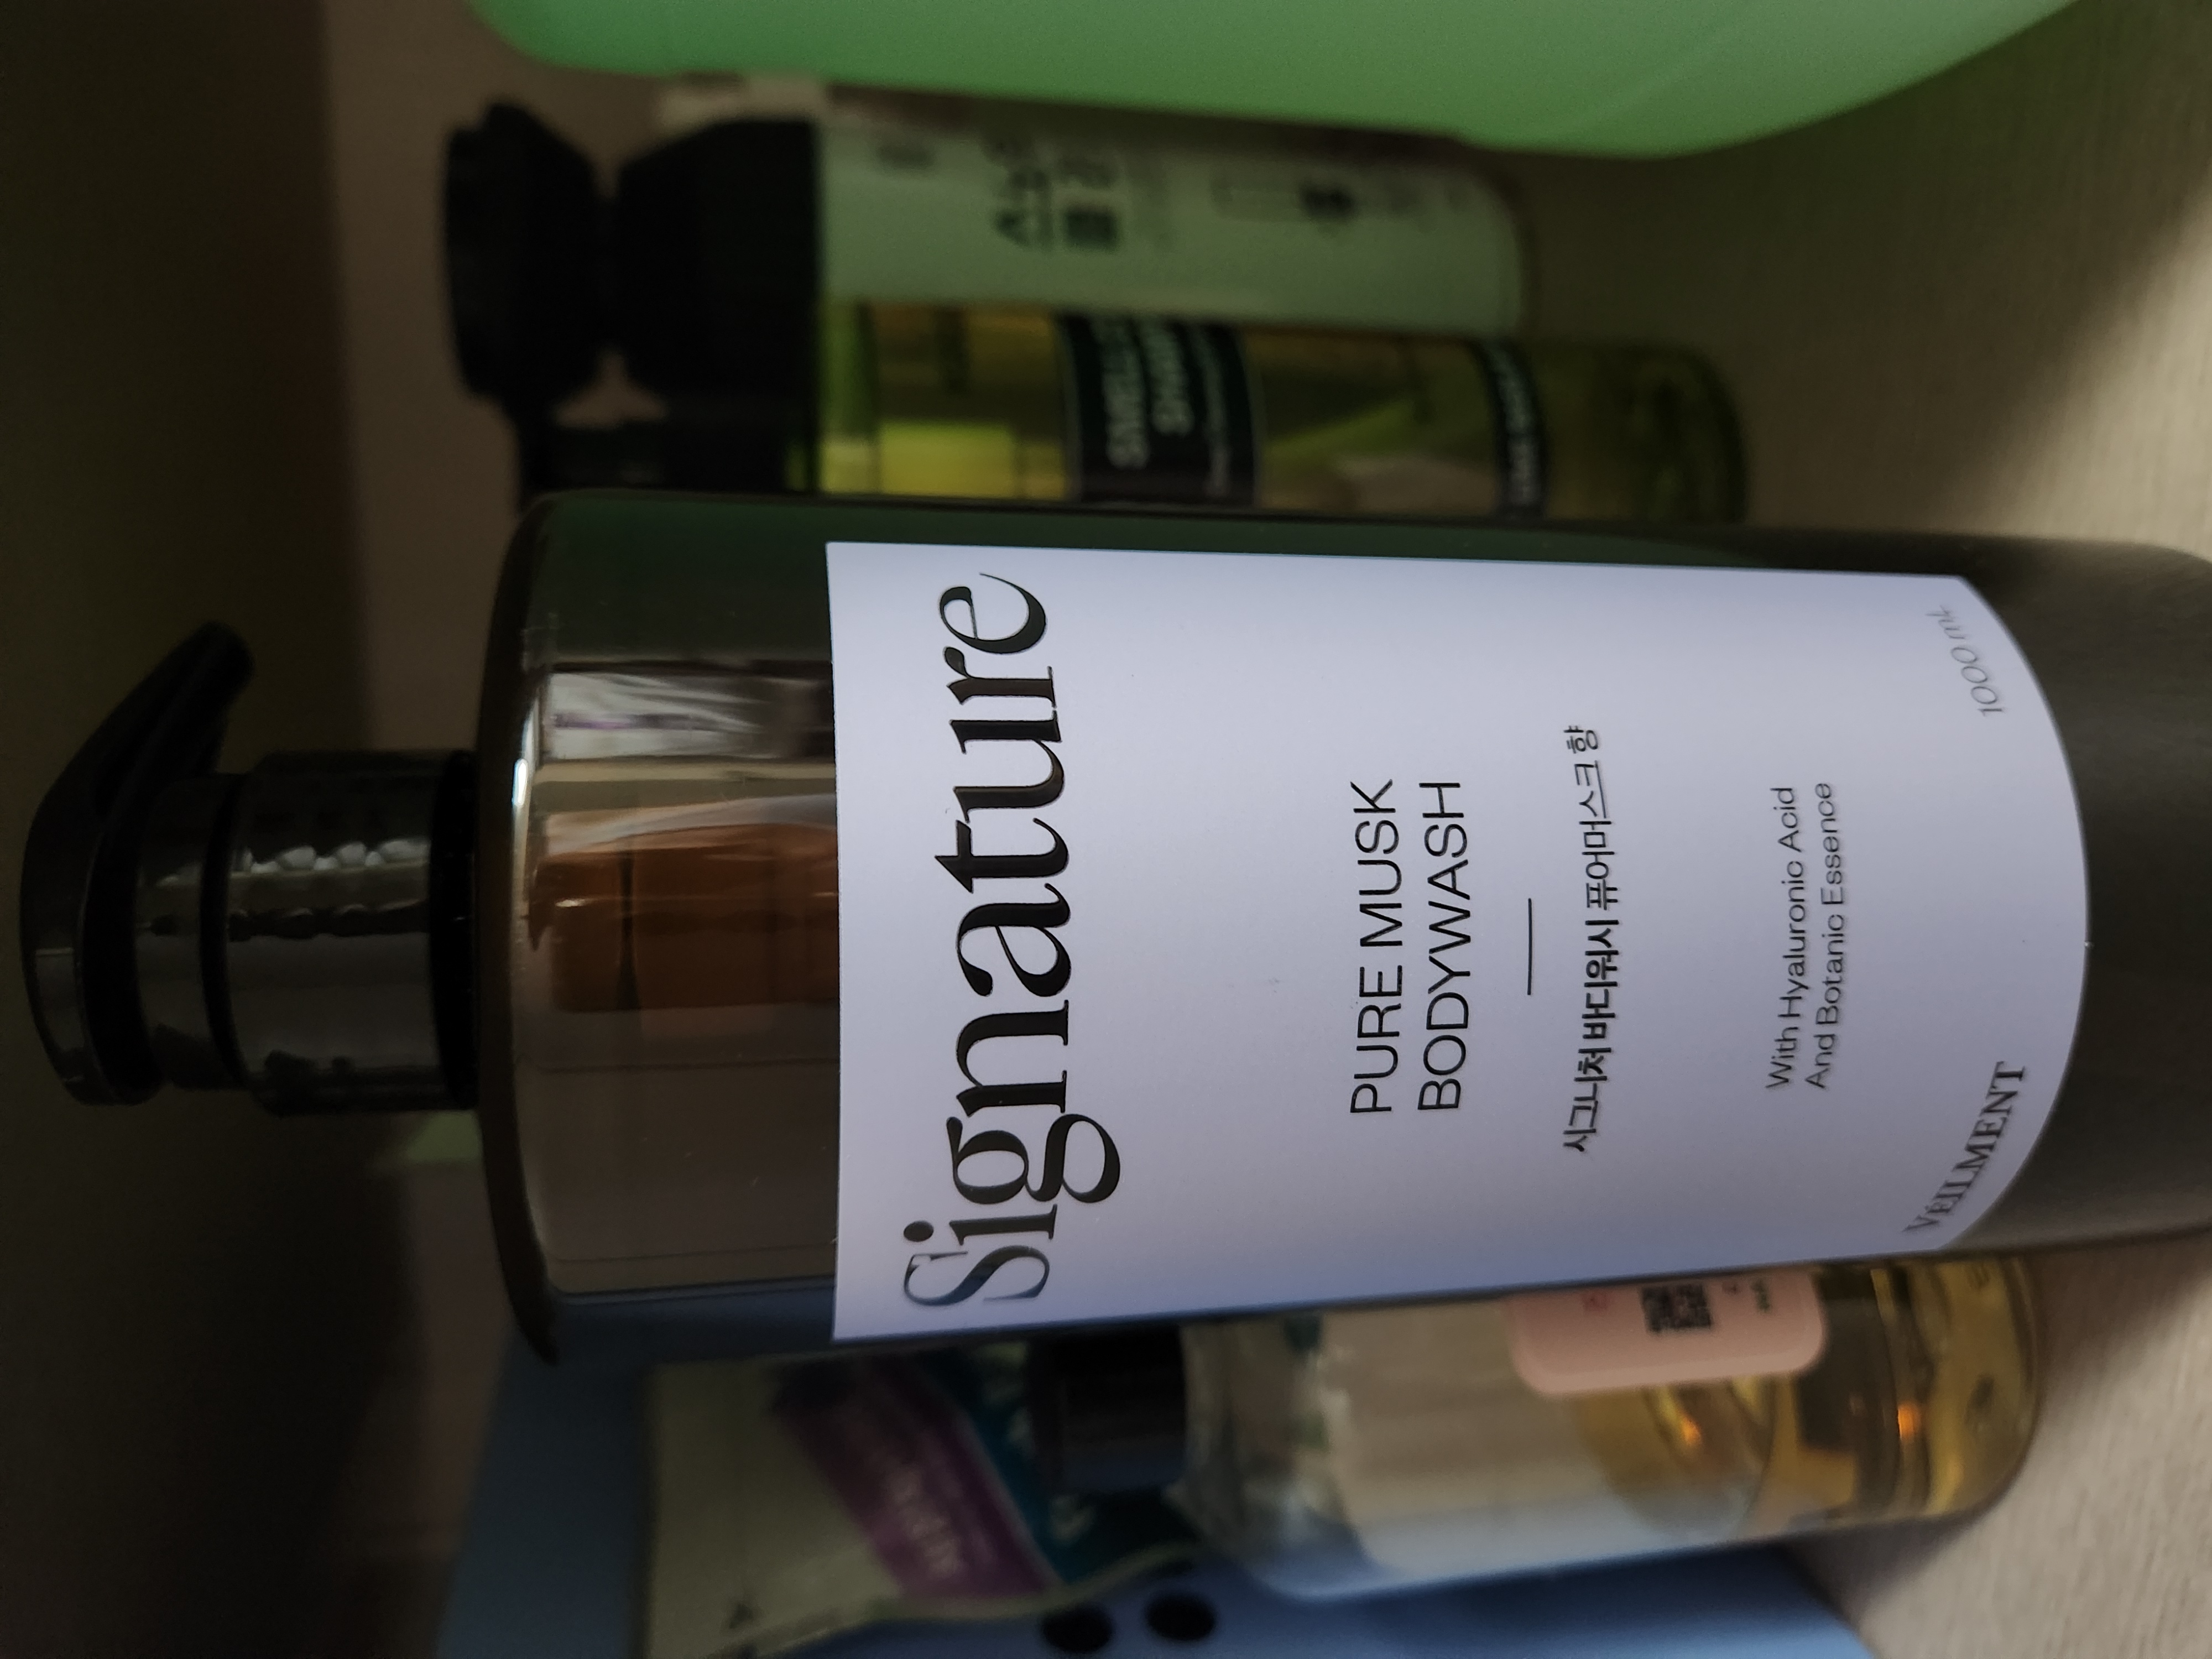 Signature
PURE MUSK
BODYWASH
시그니처 바디워시 퓨어머스크 향
With Hyaluronic Acid
And Botanic Essence
VEILMENT
1000 mL